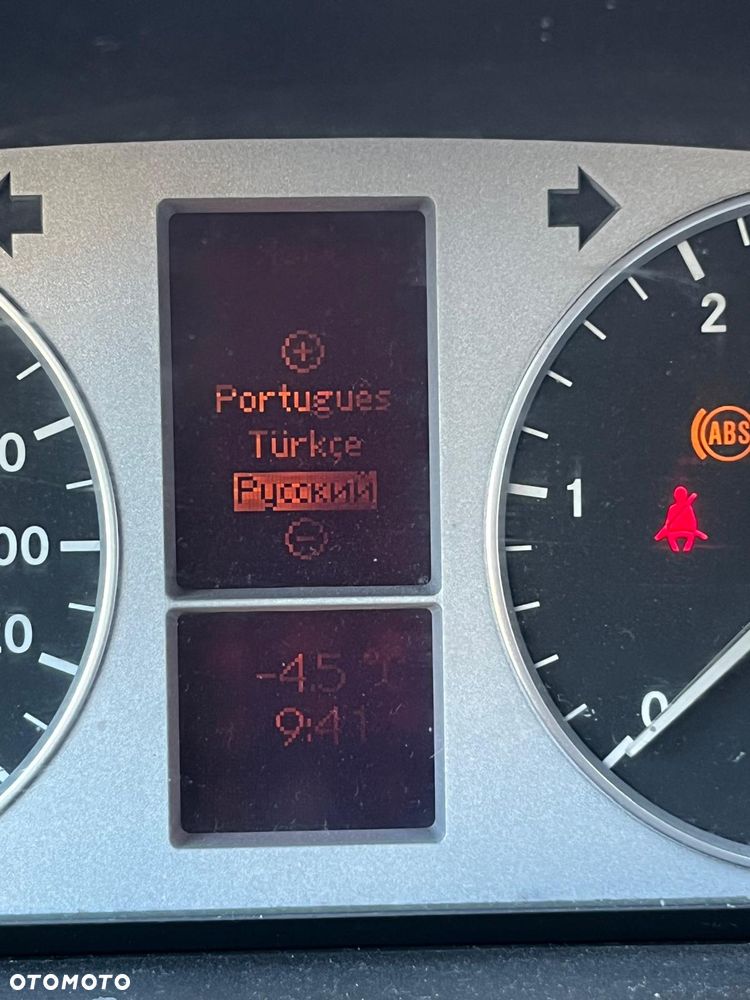 2
Português
Türkçe
Русский
ABS
1
-4.5 °C
9:41
0
OTOMOTO